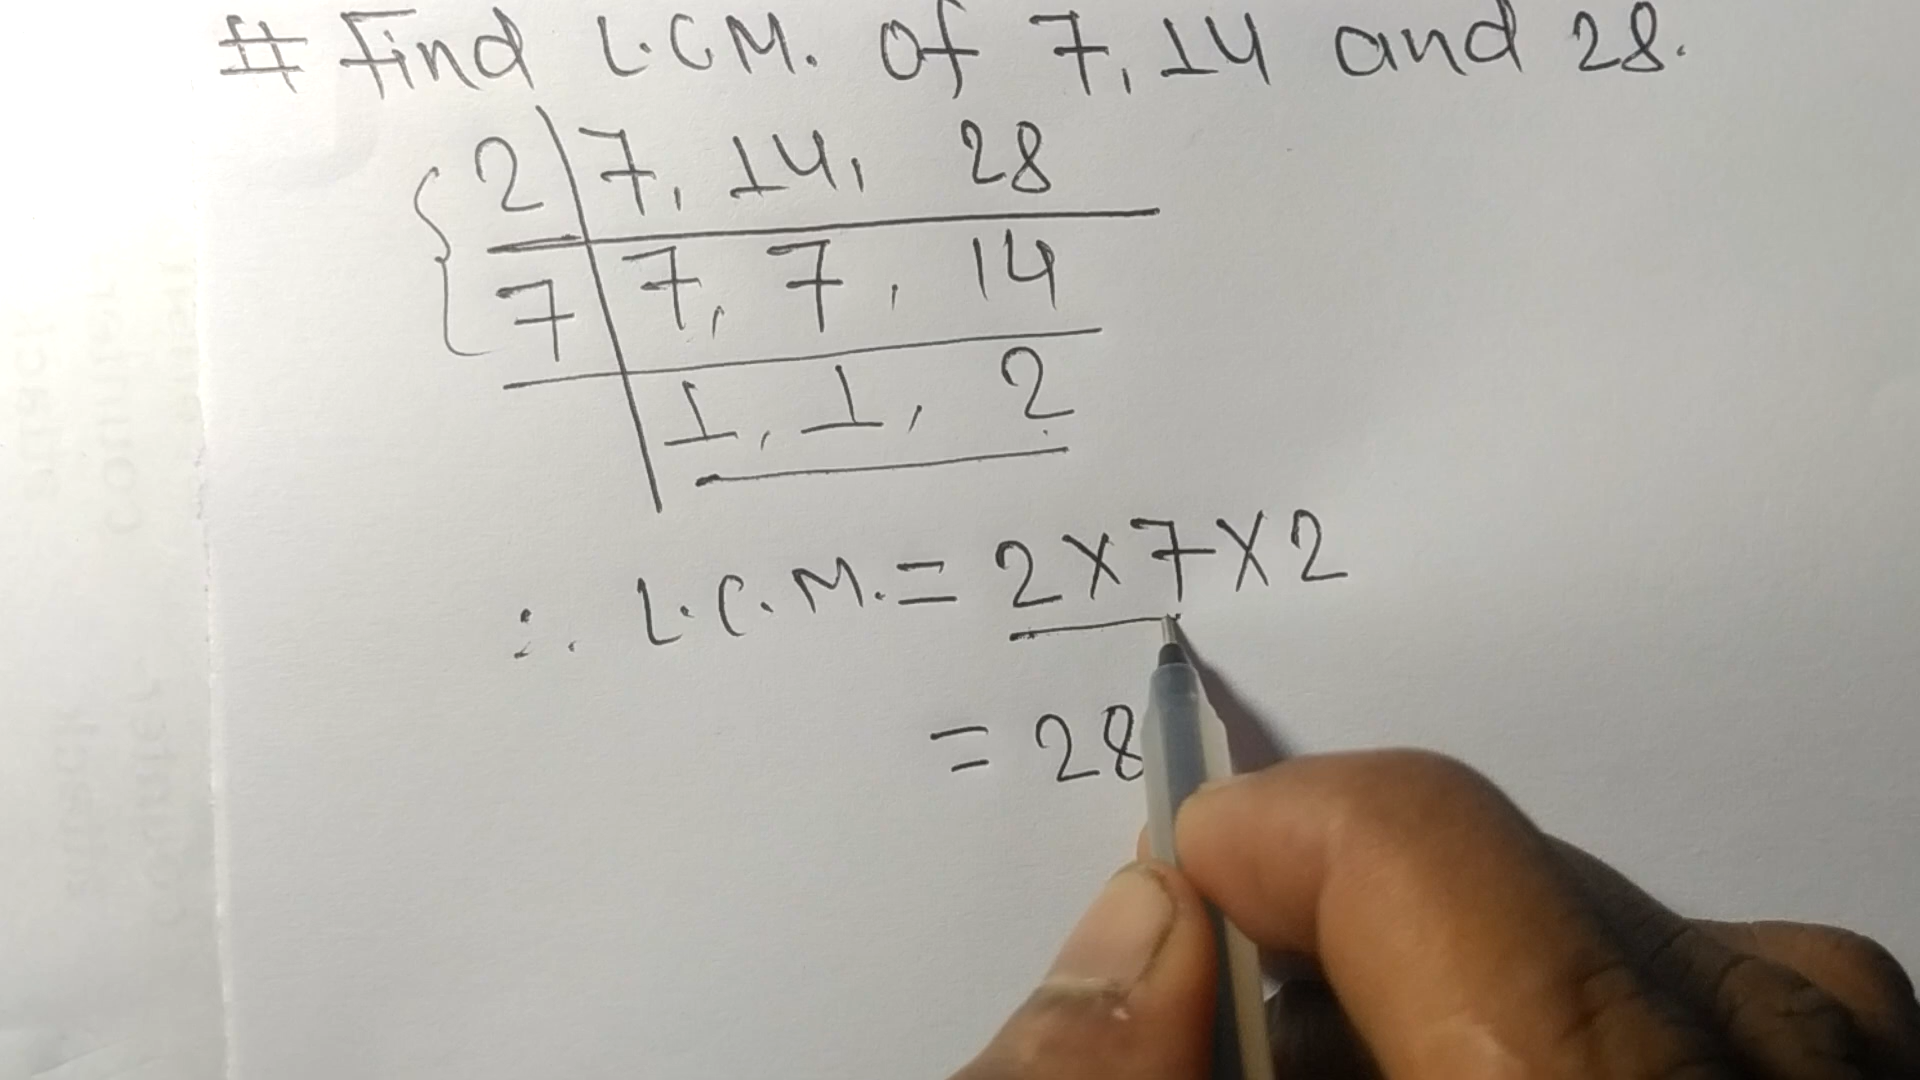 # Find L.C.M. of 7, 14 and 28.
2 7, 14, 28
7 7, 7, 14
1, 1, 2
∴ L.C.M. = 2×7×2
= 28